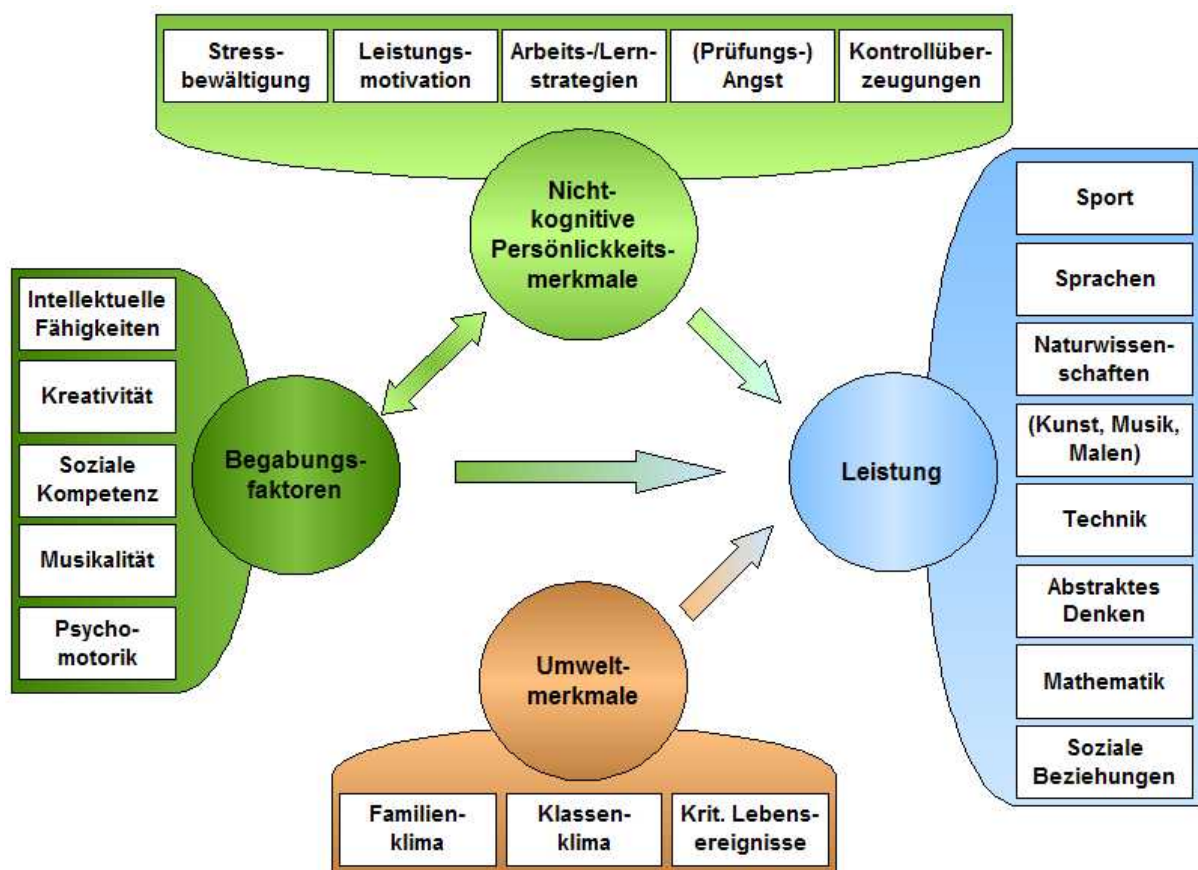 Stress-
bewältigung
Leistungs-
motivation
Arbeits-/Lern-
strategien
(Prüfungs-)
Angst
Kontrollüber-
zeugungen
Nicht-
kognitive
Persönlickkeits-
merkmale
Intellektuelle
Fähigkeiten
Kreativität
Soziale
Kompetenz
Musikalität
Psycho-
motorik
Begabungs-
faktoren
Leistung
Sport
Sprachen
Naturwissen-
schaften
(Kunst, Musik,
Malen)
Technik
Abstraktes
Denken
Mathematik
Soziale
Beziehungen
Umwelt-
merkmale
Familien-
klima
Klassen-
klima
Krit. Lebens-
ereignisse